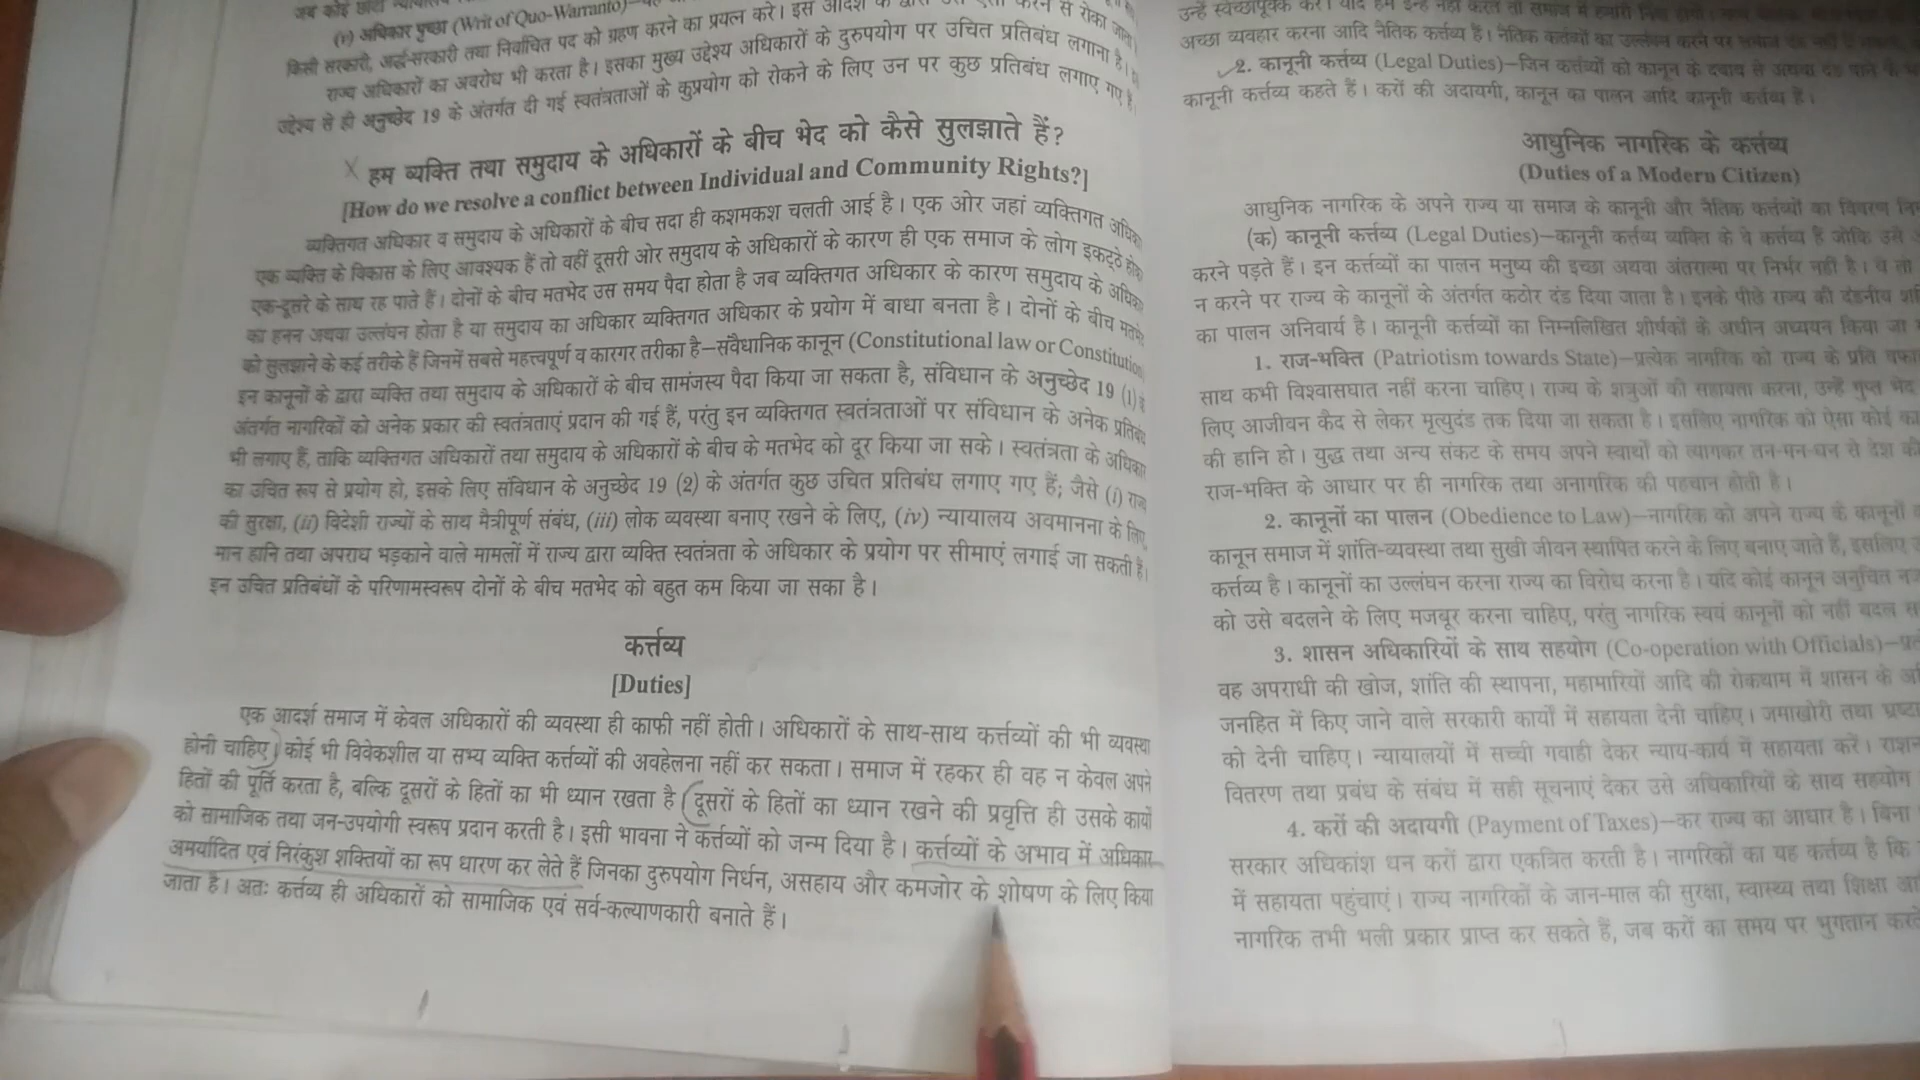 (v) अधिकार पृच्छा (Writ of Quo-Warranto)
किसी सरकारी, अर्द्ध-सरकारी तथा निर्वाचित पद को ग्रहण करने का प्रयत्न करे। इस आदेश के द्वारा उसे ऐसा करने से रोका जाता
राज्य अधिकारों का अवरोध भी करता है। इसका मुख्य उद्देश्य अधिकारों के दुरुपयोग पर उचित प्रतिबंध लगाना है।
उद्देश्य से ही अनुच्छेद 19 के अंतर्गत दी गई स्वतंत्रताओं के कुप्रयोग को रोकने के लिए उन पर कुछ प्रतिबंध लगाए गए हैं
हम व्यक्ति तथा समुदाय के अधिकारों के बीच भेद को कैसे सुलझाते हैं?
[How do we resolve a conflict between Individual and Community Rights?]
व्यक्तिगत अधिकार व समुदाय के अधिकारों के बीच सदा ही कशमकश चलती आई है। एक ओर जहां व्यक्तिगत अधिकार
एक व्यक्ति के विकास के लिए आवश्यक हैं तो वहीं दूसरी ओर समुदाय के अधिकारों के कारण ही एक समाज के लोग इकट्ठे होकर
एक-दूसरे के साथ रह पाते हैं। दोनों के बीच मतभेद उस समय पैदा होता है जब व्यक्तिगत अधिकार के कारण समुदाय के अधिकार
का हनन अथवा उल्लंघन होता है या समुदाय का अधिकार व्यक्तिगत अधिकार के प्रयोग में बाधा बनता है। दोनों के बीच मतभेद
को सुलझाने के कई तरीके हैं जिनमें सबसे महत्त्वपूर्ण व कारगर तरीका है–संवैधानिक कानून (Constitutional law or Constitution
इन कानूनों के द्वारा व्यक्ति तथा समुदाय के अधिकारों के बीच सामंजस्य पैदा किया जा सकता है, संविधान के अनुच्छेद 19 (1) के
अंतर्गत नागरिकों को अनेक प्रकार की स्वतंत्रताएं प्रदान की गई हैं, परंतु इन व्यक्तिगत स्वतंत्रताओं पर संविधान के अनेक प्रतिबंध
भी लगाए हैं, ताकि व्यक्तिगत अधिकारों तथा समुदाय के अधिकारों के बीच के मतभेद को दूर किया जा सके। स्वतंत्रता के अधिकार
का उचित रूप से प्रयोग हो, इसके लिए संविधान के अनुच्छेद 19 (2) के अंतर्गत कुछ उचित प्रतिबंध लगाए गए हैं; जैसे (i) राज्य
की सुरक्षा, (ii) विदेशी राज्यों के साथ मैत्रीपूर्ण संबंध, (iii) लोक व्यवस्था बनाए रखने के लिए, (iv) न्यायालय अवमानना के लिए,
मान हानि तथा अपराध भड़काने वाले मामलों में राज्य द्वारा व्यक्ति स्वतंत्रता के अधिकार के प्रयोग पर सीमाएं लगाई जा सकती हैं।
इन उचित प्रतिबंधों के परिणामस्वरूप दोनों के बीच मतभेद को बहुत कम किया जा सका है।
कर्त्तव्य
[Duties]
एक आदर्श समाज में केवल अधिकारों की व्यवस्था ही काफी नहीं होती। अधिकारों के साथ-साथ कर्त्तव्यों की भी व्यवस्था
होनी चाहिए। कोई भी विवेकशील या सभ्य व्यक्ति कर्त्तव्यों की अवहेलना नहीं कर सकता। समाज में रहकर ही वह न केवल अपने
हितों की पूर्ति करता है, बल्कि दूसरों के हितों का भी ध्यान रखता है। दूसरों के हितों का ध्यान रखने की प्रवृत्ति ही उसके कार्यों
को सामाजिक तथा जन-उपयोगी स्वरूप प्रदान करती है। इसी भावना ने कर्त्तव्यों को जन्म दिया है। कर्त्तव्यों के अभाव में अधिकार
अमर्यादित एवं निरंकुश शक्तियों का रूप धारण कर लेते हैं जिनका दुरुपयोग निर्धन, असहाय और कमजोर के शोषण के लिए किया
जाता है। अतः कर्त्तव्य ही अधिकारों को सामाजिक एवं सर्व-कल्याणकारी बनाते हैं।
अच्छा व्यवहार करना आदि नैतिक कर्त्तव्य हैं। नैतिक कर्त्तव्यों का उल्लंघन करने पर
2. कानूनी कर्त्तव्य (Legal Duties)–जिन कर्त्तव्यों को कानून के दबाव से अथवा दंड पाने के
कानूनी कर्त्तव्य कहते हैं। करों की अदायगी, कानून का पालन आदि कानूनी कर्त्तव्य हैं।
आधुनिक नागरिक के कर्त्तव्य
(Duties of a Modern Citizen)
आधुनिक नागरिक के अपने राज्य या समाज के कानूनी और नैतिक कर्त्तव्यों का विवरण
(क) कानूनी कर्त्तव्य (Legal Duties)–कानूनी कर्त्तव्य व्यक्ति के वे कर्त्तव्य हैं जोकि उसे
करने पड़ते हैं। इन कर्त्तव्यों का पालन मनुष्य की इच्छा अथवा अंतरात्मा पर निर्भर नहीं है। ये तो
न करने पर राज्य के कानूनों के अंतर्गत कठोर दंड दिया जाता है। इनके पीछे राज्य की दंडनीय
का पालन अनिवार्य है। कानूनी कर्त्तव्यों का निम्नलिखित शीर्षकों के अधीन अध्ययन किया जा
1. राज-भक्ति (Patriotism towards State)–प्रत्येक नागरिक को राज्य के प्रति
साथ कभी विश्वासघात नहीं करना चाहिए। राज्य के शत्रुओं की सहायता करना, उन्हें गुप्त भेद
लिए आजीवन कैद से लेकर मृत्युदंड तक दिया जा सकता है। इसलिए नागरिक को ऐसा कोई
की हानि हो। युद्ध तथा अन्य संकट के समय अपने स्वार्थों को त्यागकर तन-मन-धन से देश की
राज-भक्ति के आधार पर ही नागरिक तथा अनागरिक की पहचान होती है।
2. कानूनों का पालन (Obedience to Law)–नागरिक को अपने राज्य के कानूनों
कानून समाज में शांति-व्यवस्था तथा सुखी जीवन स्थापित करने के लिए बनाए जाते हैं, इसलिए
कर्त्तव्य है। कानूनों का उल्लंघन करना राज्य का विरोध करना है। यदि कोई कानून अनुचित
को उसे बदलने के लिए मजबूर करना चाहिए, परंतु नागरिक स्वयं कानूनों को नहीं बदल
3. शासन अधिकारियों के साथ सहयोग (Co-operation with Officials)–
वह अपराधी की खोज, शांति की स्थापना, महामारियों आदि की रोकथाम में शासन के
जनहित में किए जाने वाले सरकारी कार्यों में सहायता देनी चाहिए। जमाखोरी तथा
को देनी चाहिए। न्यायालयों में सच्ची गवाही देकर न्याय-कार्य में सहायता करें। राशन
वितरण तथा प्रबंध के संबंध में सही सूचनाएं देकर उसे अधिकारियों के साथ सहयोग
4. करों की अदायगी (Payment of Taxes)–कर राज्य का आधार है। बिना
सरकार अधिकांश धन करों द्वारा एकत्रित करती है। नागरिकों का यह कर्त्तव्य है कि
में सहायता पहुंचाएं। राज्य नागरिकों के जान-माल की सुरक्षा, स्वास्थ्य तथा शिक्षा
नागरिक तभी भली प्रकार प्राप्त कर सकते हैं, जब करों का समय पर भुगतान